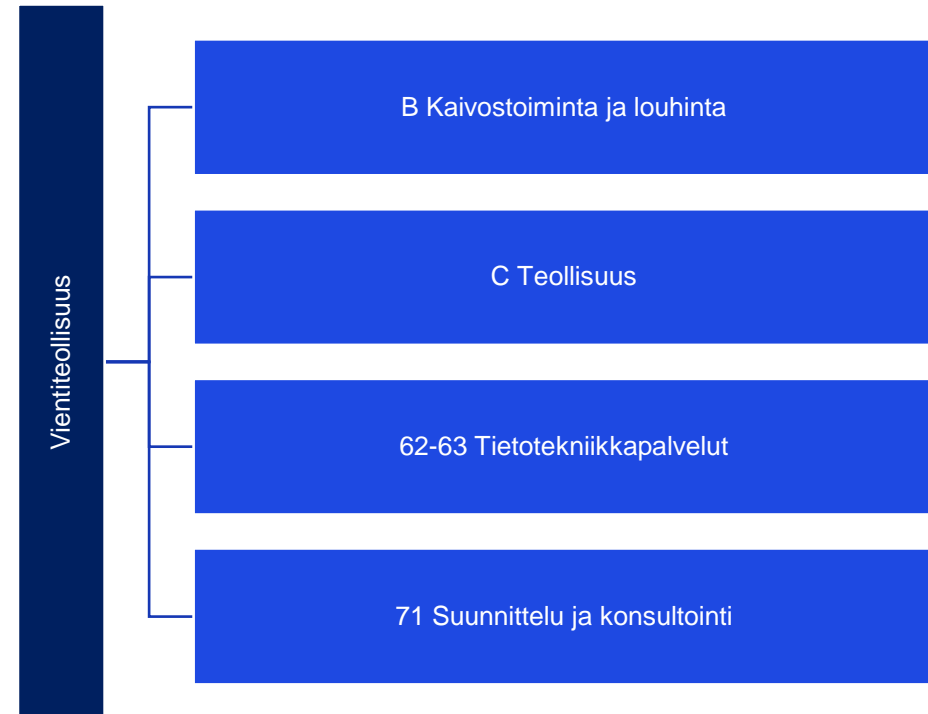 Vientiteollisuus
B Kaivostoiminta ja louhinta
C Teollisuus
62-63 Tietotekniikkapalvelut
71 Suunnittelu ja konsultointi